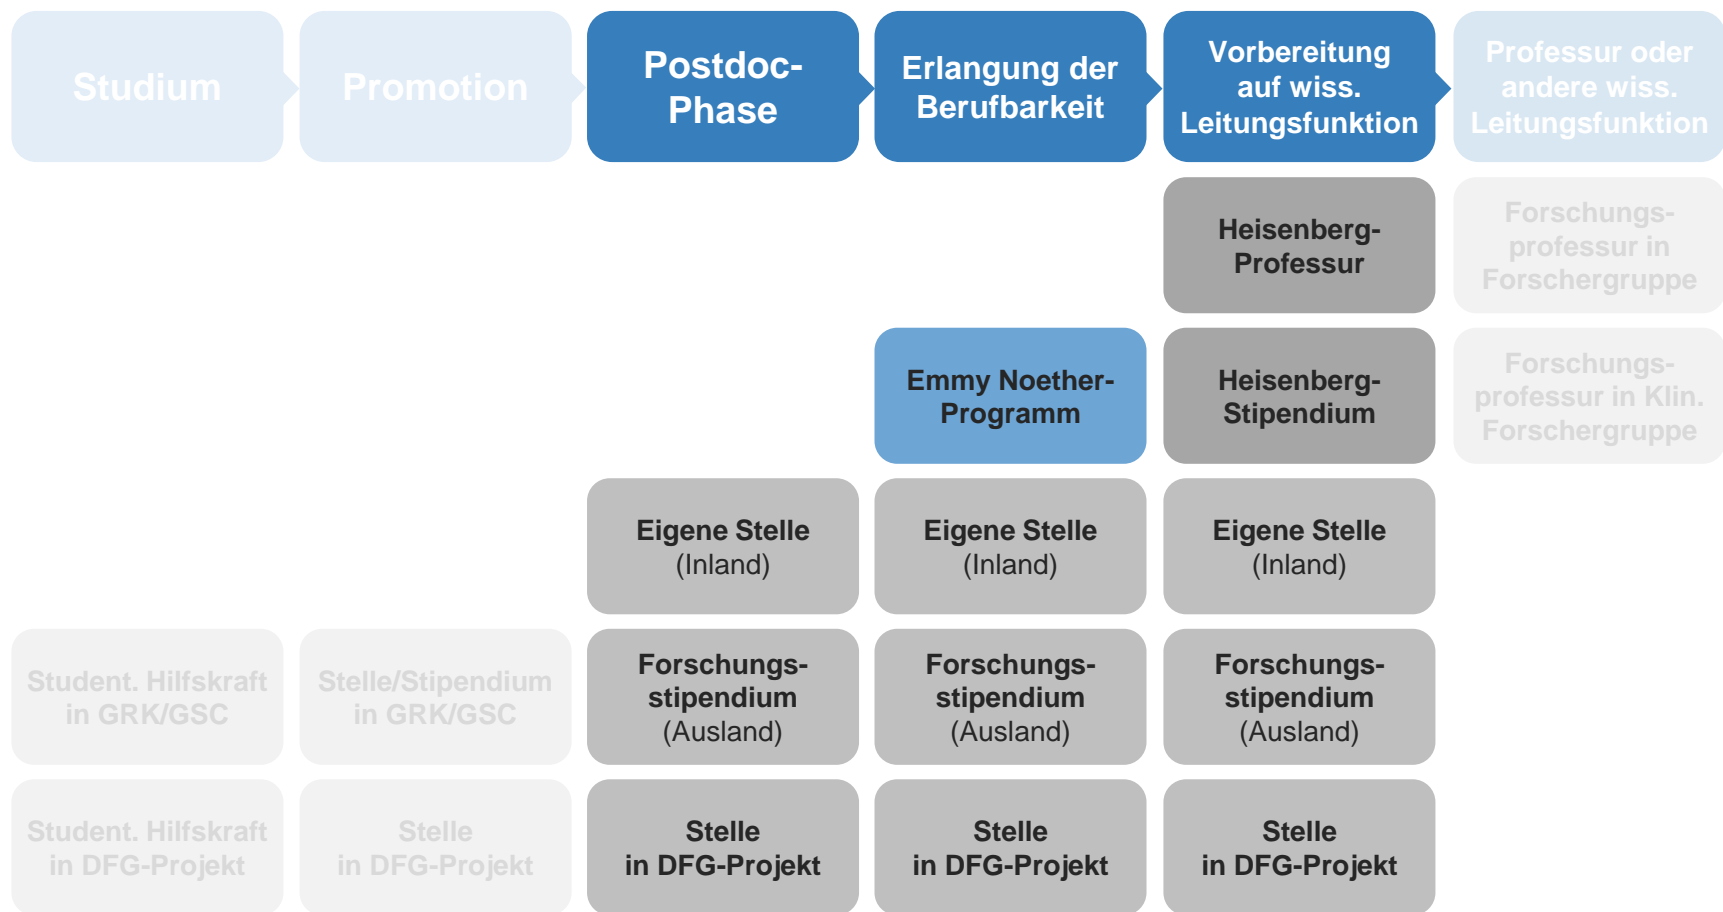 Studium
Promotion
Postdoc-
Phase
Erlangung der
Berufbarkeit
Vorbereitung
auf wiss.
Leitungsfunktion
Professur oder
andere wiss.
Leitungsfunktion
Heisenberg-
Professur
Forschungs-
professur in
Forschergruppe
Emmy Noether-
Programm
Heisenberg-
Stipendium
Forschungs-
professur in Klin.
Forschergruppe
Eigene Stelle
(Inland)
Eigene Stelle
(Inland)
Eigene Stelle
(Inland)
Student. Hilfskraft
in GRK/GSC
Stelle/Stipendium
in GRK/GSC
Forschungs-
stipendium
(Ausland)
Forschungs-
stipendium
(Ausland)
Forschungs-
stipendium
(Ausland)
Student. Hilfskraft
in DFG-Projekt
Stelle
in DFG-Projekt
Stelle
in DFG-Projekt
Stelle
in DFG-Projekt
Stelle
in DFG-Projekt